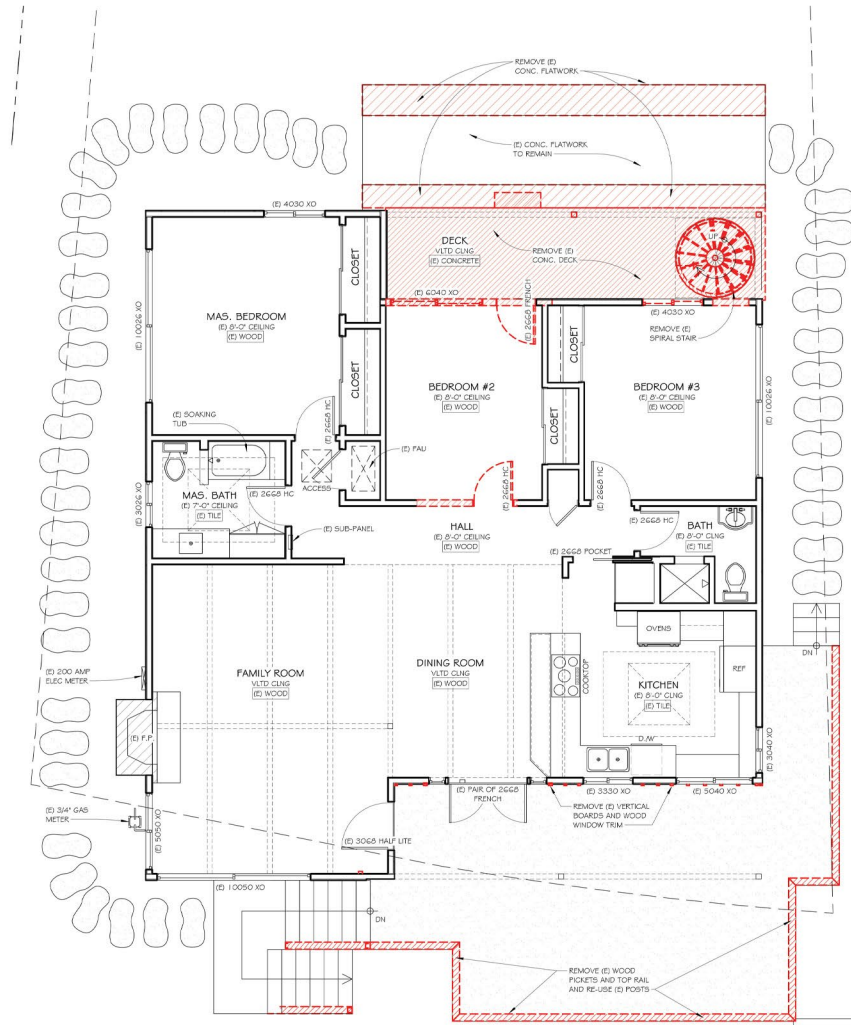 REMOVE (E)
CONC. FLATWORK
(E) CONC. FLATWORK
TO REMAIN
(E) 4030 XO
DECK
VLTD CLNG
(E) CONCRETE
UP
REMOVE (E)
CONC. DECK
CLOSET
(E) 10026 XO
MAS. BEDROOM
(E) 8'-0" CEILING
(E) WOOD
(E) 6040 XO
(E) 2668 FRENCH
(E) 4030 XO
REMOVE (E)
SPIRAL STAIR
CLOSET
CLOSET
BEDROOM #2
(E) 8'-0" CEILING
(E) WOOD
BEDROOM #3
(E) 8'-0" CEILING
(E) WOOD
(E) 10026 XO
CLOSET
(E) SOAKING
TUB
(E) 2668 HC
(E) FAU
ACCESS
MAS. BATH
(E) 7'-0" CEILING
(E) TILE
(E) 2668 HC
(E) 3026 XO
(E) SUB-PANEL
(E) 2668 HC
(E) 2668 HC
HALL
(E) 8'-0" CEILING
(E) WOOD
(E) 2668 HC
BATH
(E) 8'-0" CLNG
(E) TILE
(E) 2668 POCKET
OVENS
REF
DN
(E) 200 AMP
ELEC METER
FAMILY ROOM
VLTD CLNG
(E) WOOD
DINING ROOM
VLTD CLNG
(E) WOOD
COOKTOP
KITCHEN
(E) 8'-0" CLNG
(E) TILE
(E) F.P.
D/W
(E) 3040 XO
(E) PAIR OF 2668
FRENCH
(E) 3330 XO
(E) 5040 XO
REMOVE (E) VERTICAL
BOARDS AND WOOD
WINDOW TRIM
(E) 3/4" GAS
METER
(E) 5050 XO
(E) 3068 HALF LITE
(E) 10050 XO
DN
REMOVE (E) WOOD
PICKETS AND TOP RAIL
AND RE-USE (E) POSTS